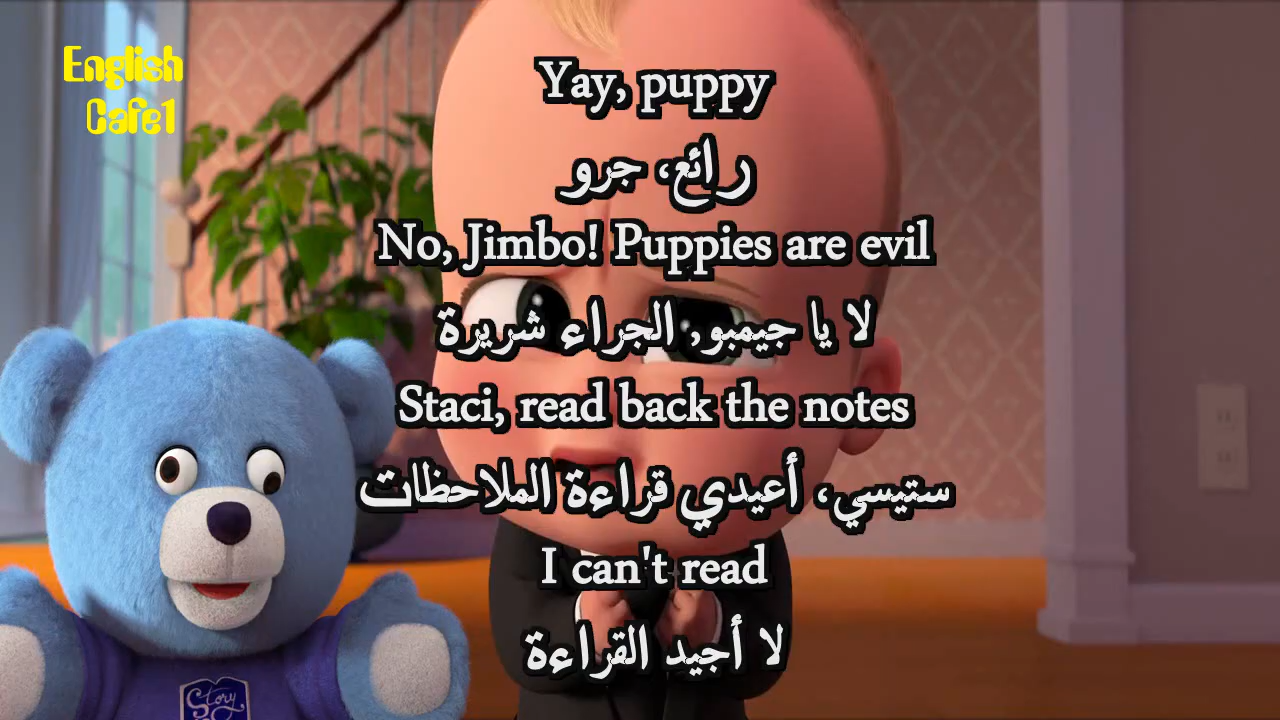 English
Cafe1
Yay, puppy
رائع، جرو
No, Jimbo! Puppies are evil
لا يا جيمبو, الجراء شريرة
Staci, read back the notes
ستيسي، أعيدي قراءة الملاحظات
I can't read
لا أجيد القراءة
Story